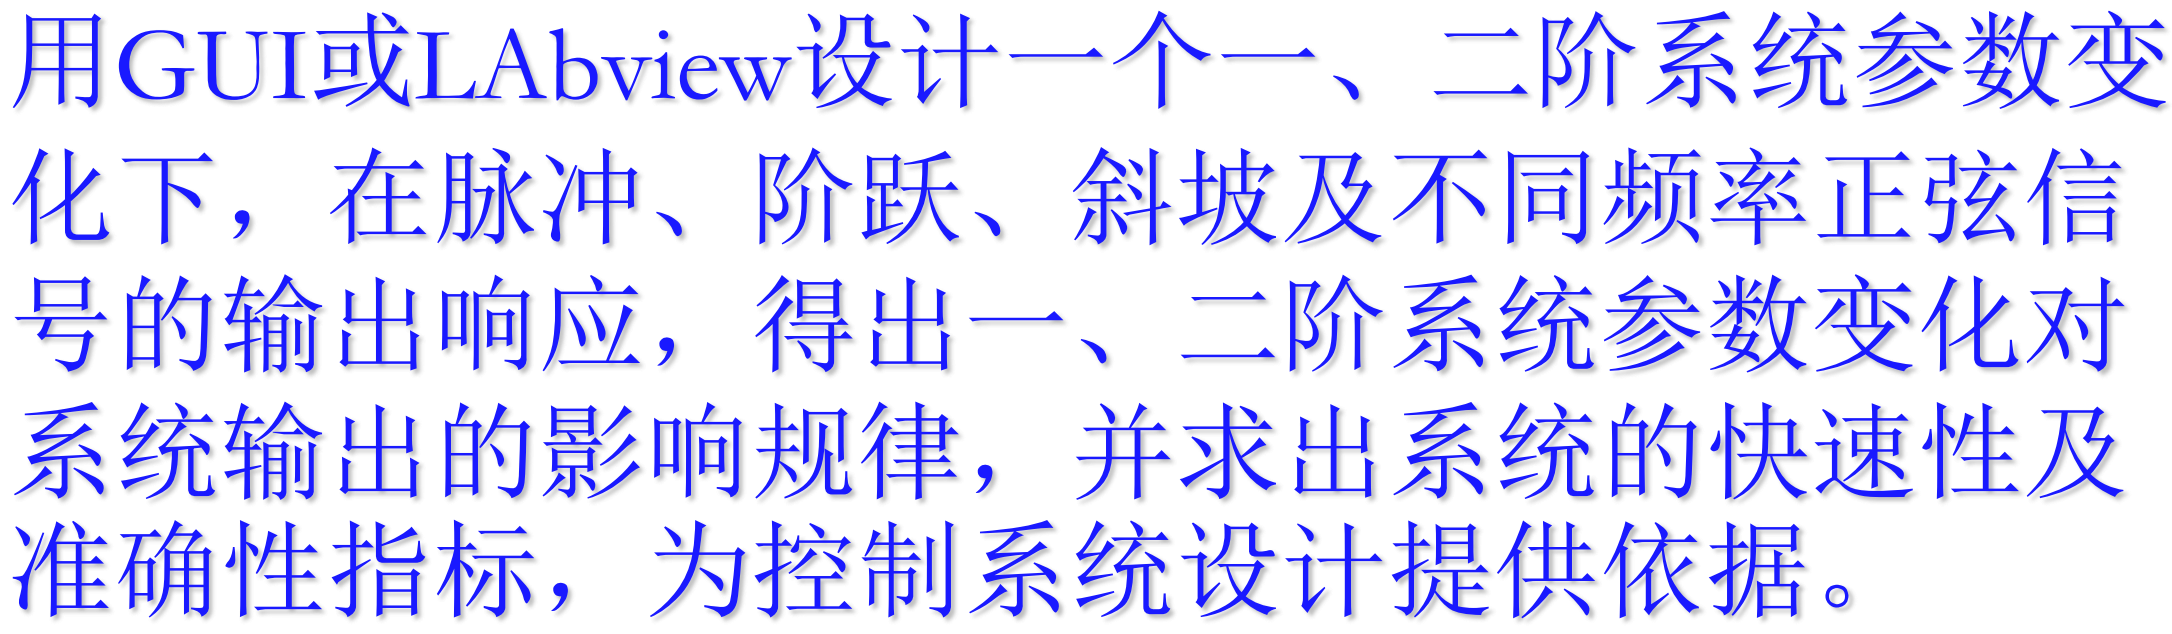 用GUI或LAbview设计一个一、二阶系统参数变
化下，在脉冲、阶跃、斜坡及不同频率正弦信
号的输出响应，得出一、二阶系统参数变化对
系统输出的影响规律，并求出系统的快速性及
准确性指标，为控制系统设计提供依据。